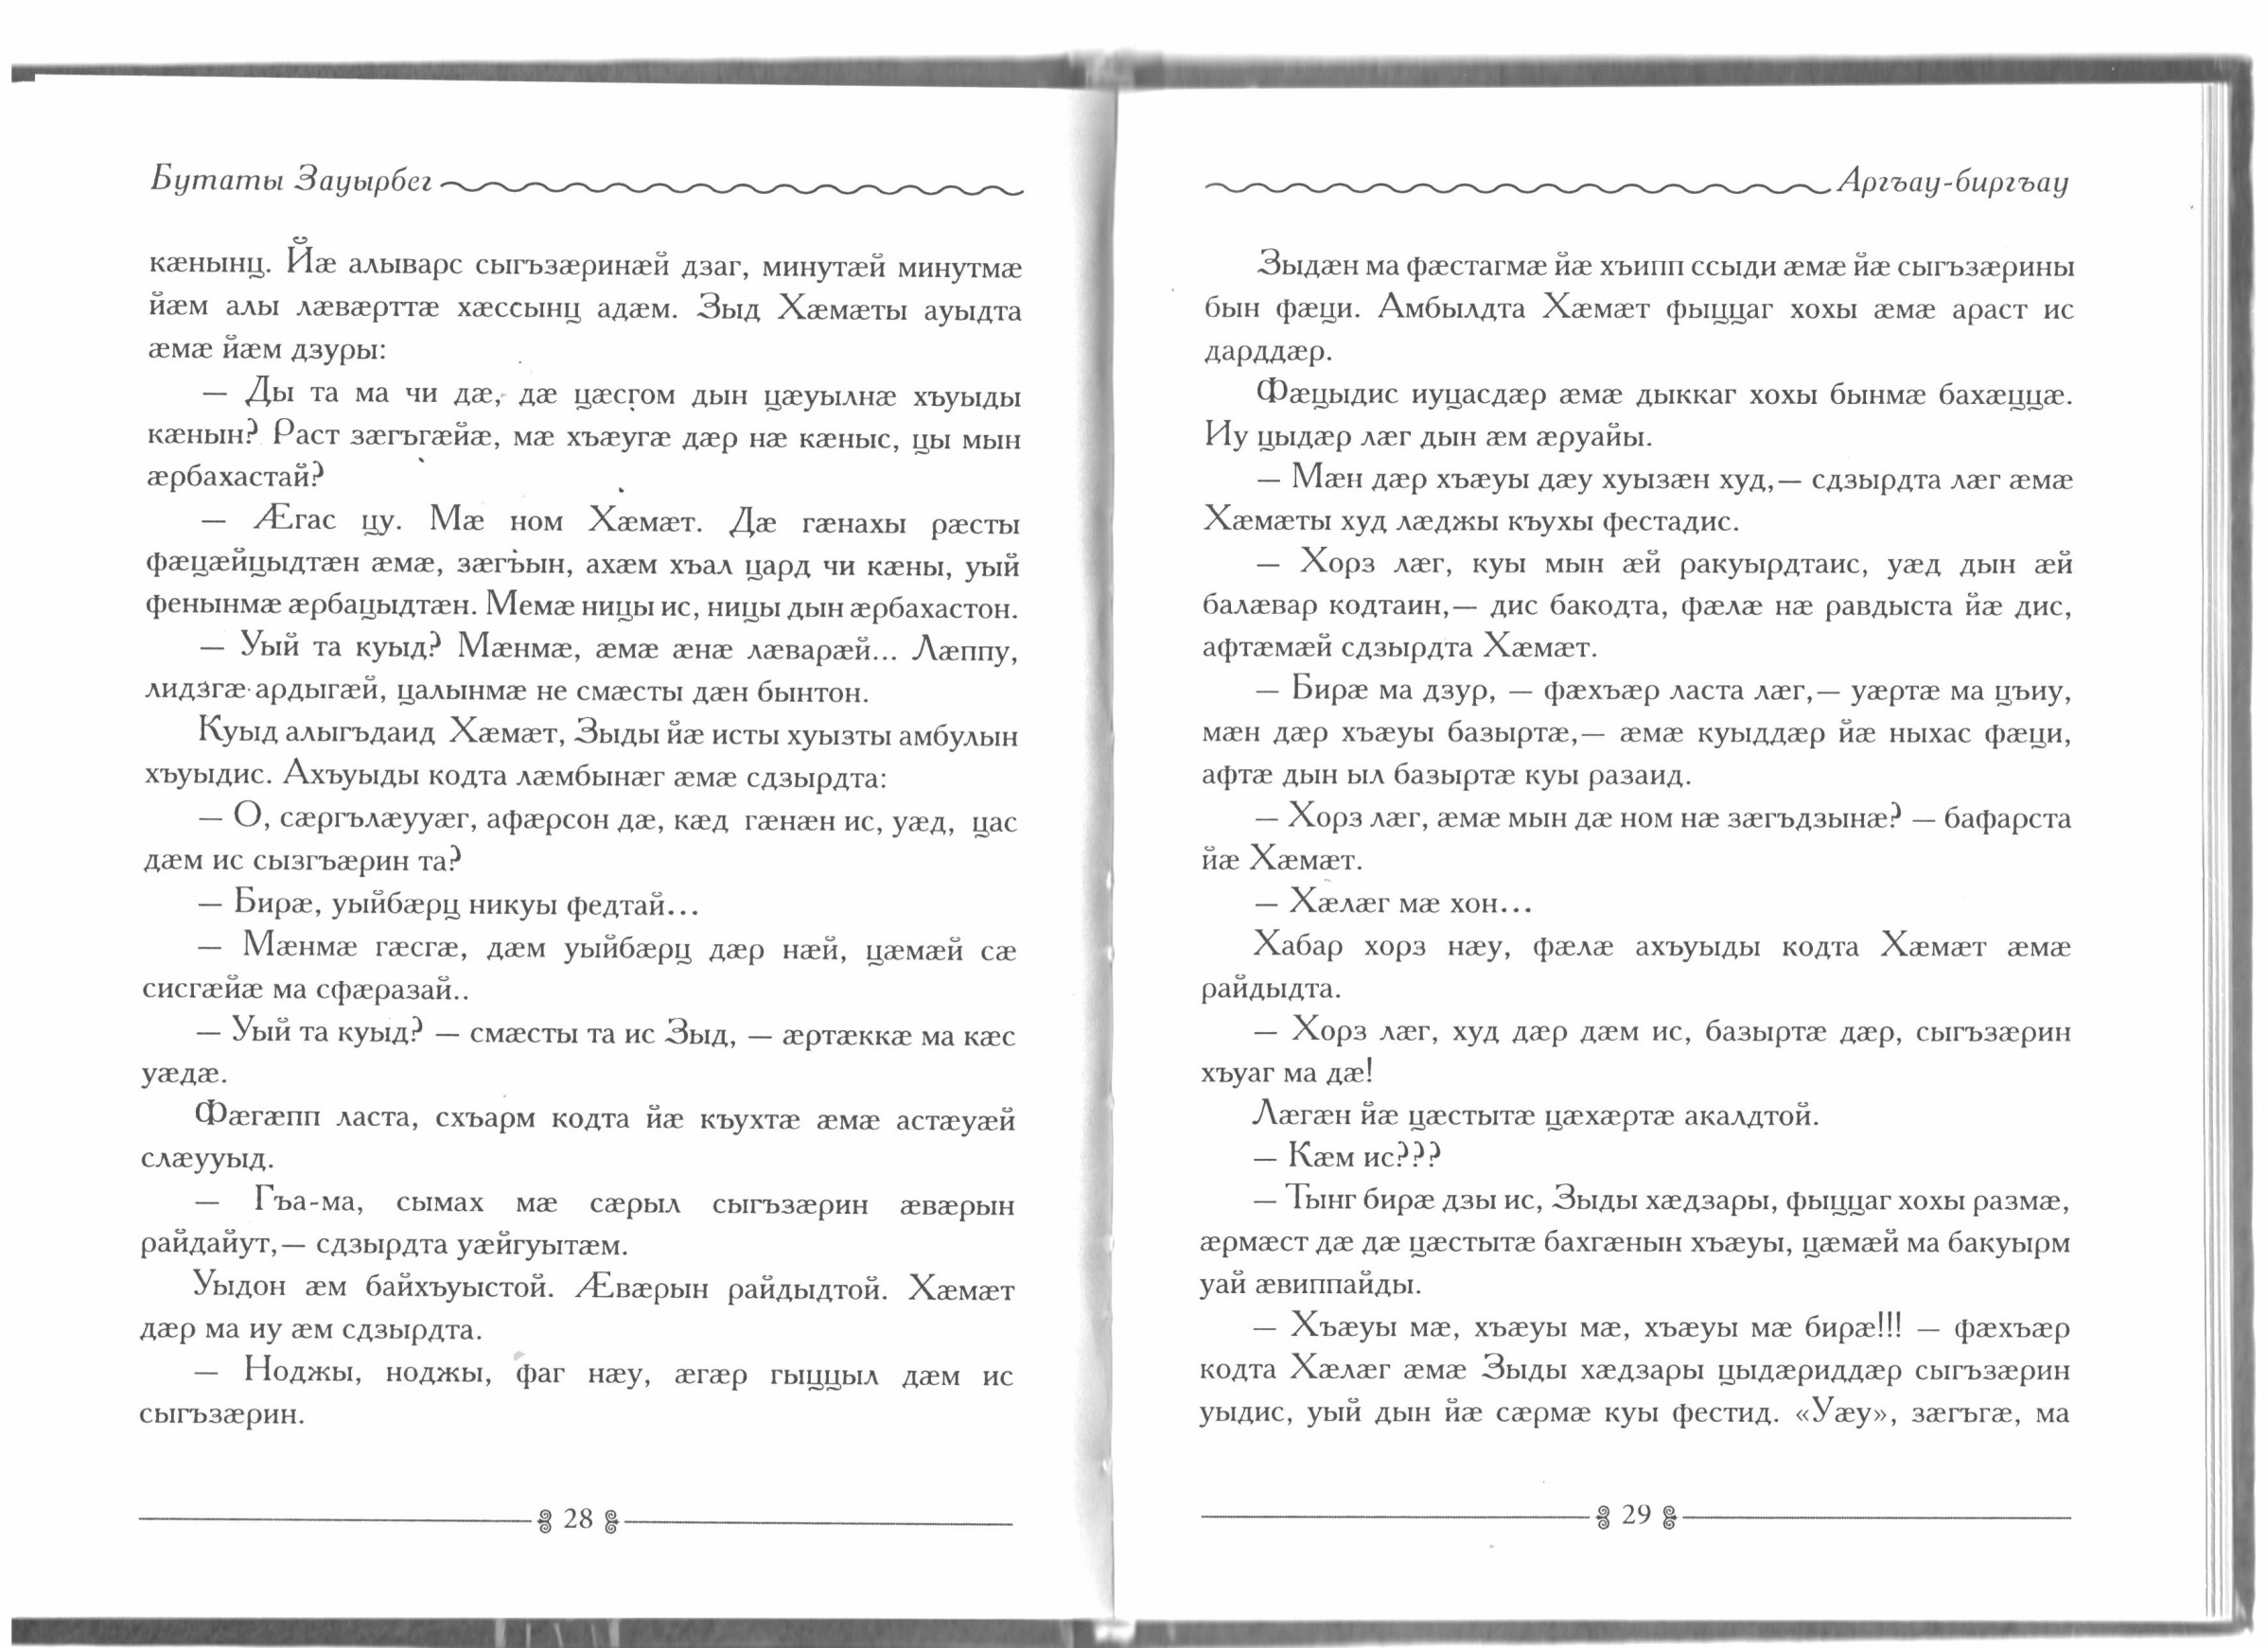 Бутаты Зауырбег
кæнынц. Йæ алыварс сыгъзæринæй дзаг, минутæй минутмæ
йæм алы лæвæрттæ хæссынц адæм. Зыд Хæмæты ауыдта
æмæ йæм дзуры:
— Ды та ма чи дæ, дæ цæсгом дын цæуылнæ хъуыды
кæнын? Раст зæгъгæйæ, мæ хъæугæ дæр нæ кæныс, цы мын
æрбахастай?
— Æгас цу. Мæ ном Хæмæт. Дæ гæнахы рæсты
фæцæйцыдтæн æмæ, зæгъын, ахæм хъал цард чи кæны, уый
фенынмæ æрбацыдтæн. Мемæ ницы ис, ницы дын æрбахастон.
— Уый та куыд? Мæнмæ, æмæ æнæ лæварæй... Лæппу,
лидзгæ ардыгæй, цалынмæ не смæсты дæн бынтон.
Куыд алыгъдаид Хæмæт, Зыды йæ исты хуызты амбулын
хъуыдис. Ахъуыды кодта лæмбынæг æмæ сдзырдта:
— О, сæргълæууæг, афæрсон дæ, кæд гæнæн ис, уæд, цас
дæм ис сызгъæрин та?
— Бирæ, уыйбæрц никуы федтай...
— Мæнмæ гæсгæ, дæм уыйбæрц дæр нæй, цæмæй сæ
сисгæйæ ма сфæразай..
— Уый та куыд? — смæсты та ис Зыд, — æртæккæ ма кæс
уæдæ.
Фæгæпп ласта, схъарм кодта йæ къухтæ æмæ астæуæй
слæууыд.
— Гъа-ма, сымах мæ сæрыл сыгъзæрин æвæрын
райдайут,— сдзырдта уæйгуытæм.
Уыдон æм байхъуыстой. Æвæрын райдыдтой. Хæмæт
дæр ма иу æм сдзырдта.
— Ноджы, ноджы, фаг нæу, æгæр гыццыл дæм ис
сыгъзæрин.
28
Аргъау-биргъау
Зыдæн ма фæстагмæ йæ хъипп ссыди æмæ йæ сыгъзæрины
бын фæци. Амбылдта Хæмæт фыццаг хохы æмæ араст ис
дарддæр.
Фæцыдис иуцасдæр æмæ дыккаг хохы бынмæ бахæццæ.
Иу цыдæр лæг дын æм æруайы.
— Мæн дæр хъæуы дæу хуызæн худ,— сдзырдта лæг æмæ
Хæмæты худ лæджы къухы фестадис.
— Хорз лæг, куы мын æй ракуырдтаис, уæд дын æй
балæвар кодтаин,— дис бакодта, фæлæ нæ равдыста йæ дис,
афтæмæй сдзырдта Хæмæт.
— Бирæ ма дзур, — фæхъæр ласта лæг,— уæртæ ма цъиу,
мæн дæр хъæуы базыртæ,— æмæ куыддæр йæ ныхас фæци,
афтæ дын ыл базыртæ куы разаид.
— Хорз лæг, æмæ мын дæ ном нæ зæгъдзынæ? — бафарста
йæ Хæмæт.
— Хæлæг мæ хон...
Хабар хорз нæу, фæлæ ахъуыды кодта Хæмæт æмæ
райдыдта.
— Хорз лæг, худ дæр дæм ис, базыртæ дæр, сыгъзæрин
хъуаг ма дæ!
Лæгæн йæ цæстытæ цæхæртæ акалдтой.
— Кæм ис???
— Тынг бирæ дзы ис, Зыды хæдзары, фыццаг хохы размæ,
æрмæст дæ дæ цæстытæ бахгæнын хъæуы, цæмæй ма бакуырм
уай æвиппайды.
— Хъæуы мæ, хъæуы мæ, хъæуы мæ бирæ!!! — фæхъæр
кодта Хæлæг æмæ Зыды хæдзары цыдæриддæр сыгъзæрин
уыдис, уый дын йæ сæрмæ куы фестид. «Уæу», зæгъгæ, ма
29